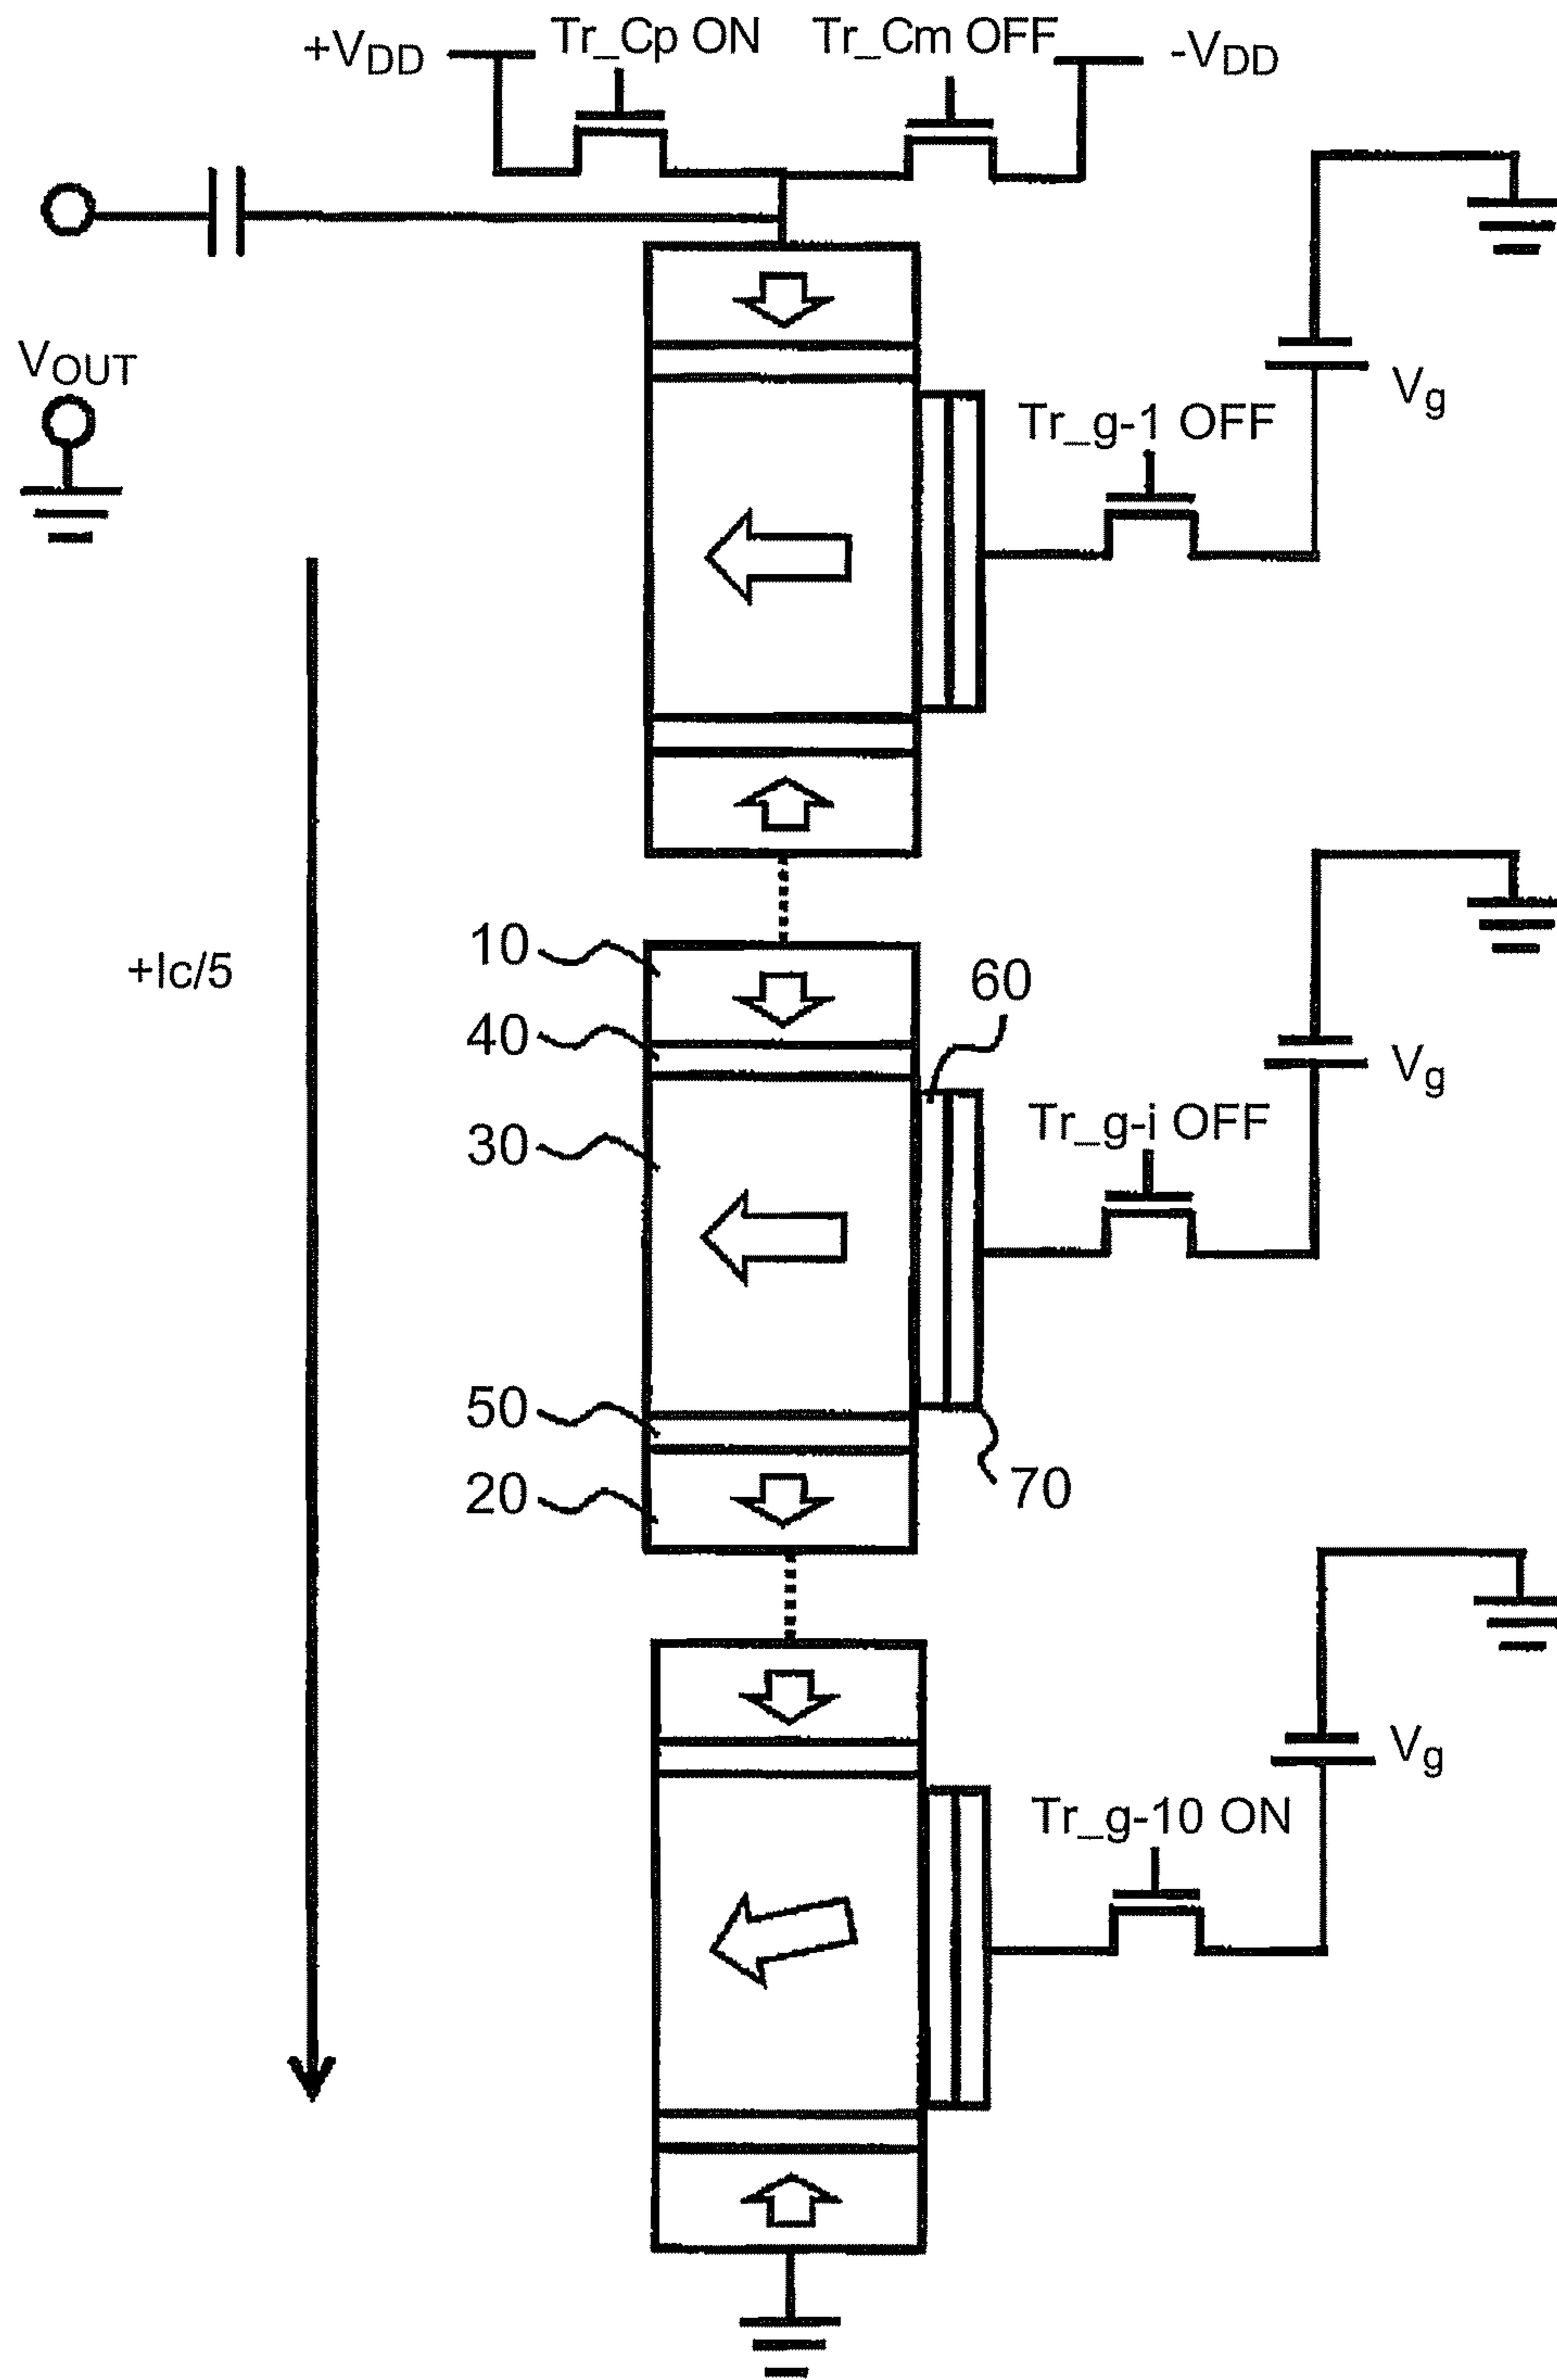 +VDD
Tr_Cp ON
Tr_Cm OFF
-VDD
VOUT
Vg
Tr_g-1 OFF
+Ic/5
10
60
40
Vg
30
Tr_g-i OFF
50
20
70
Vg
Tr_g-10 ON